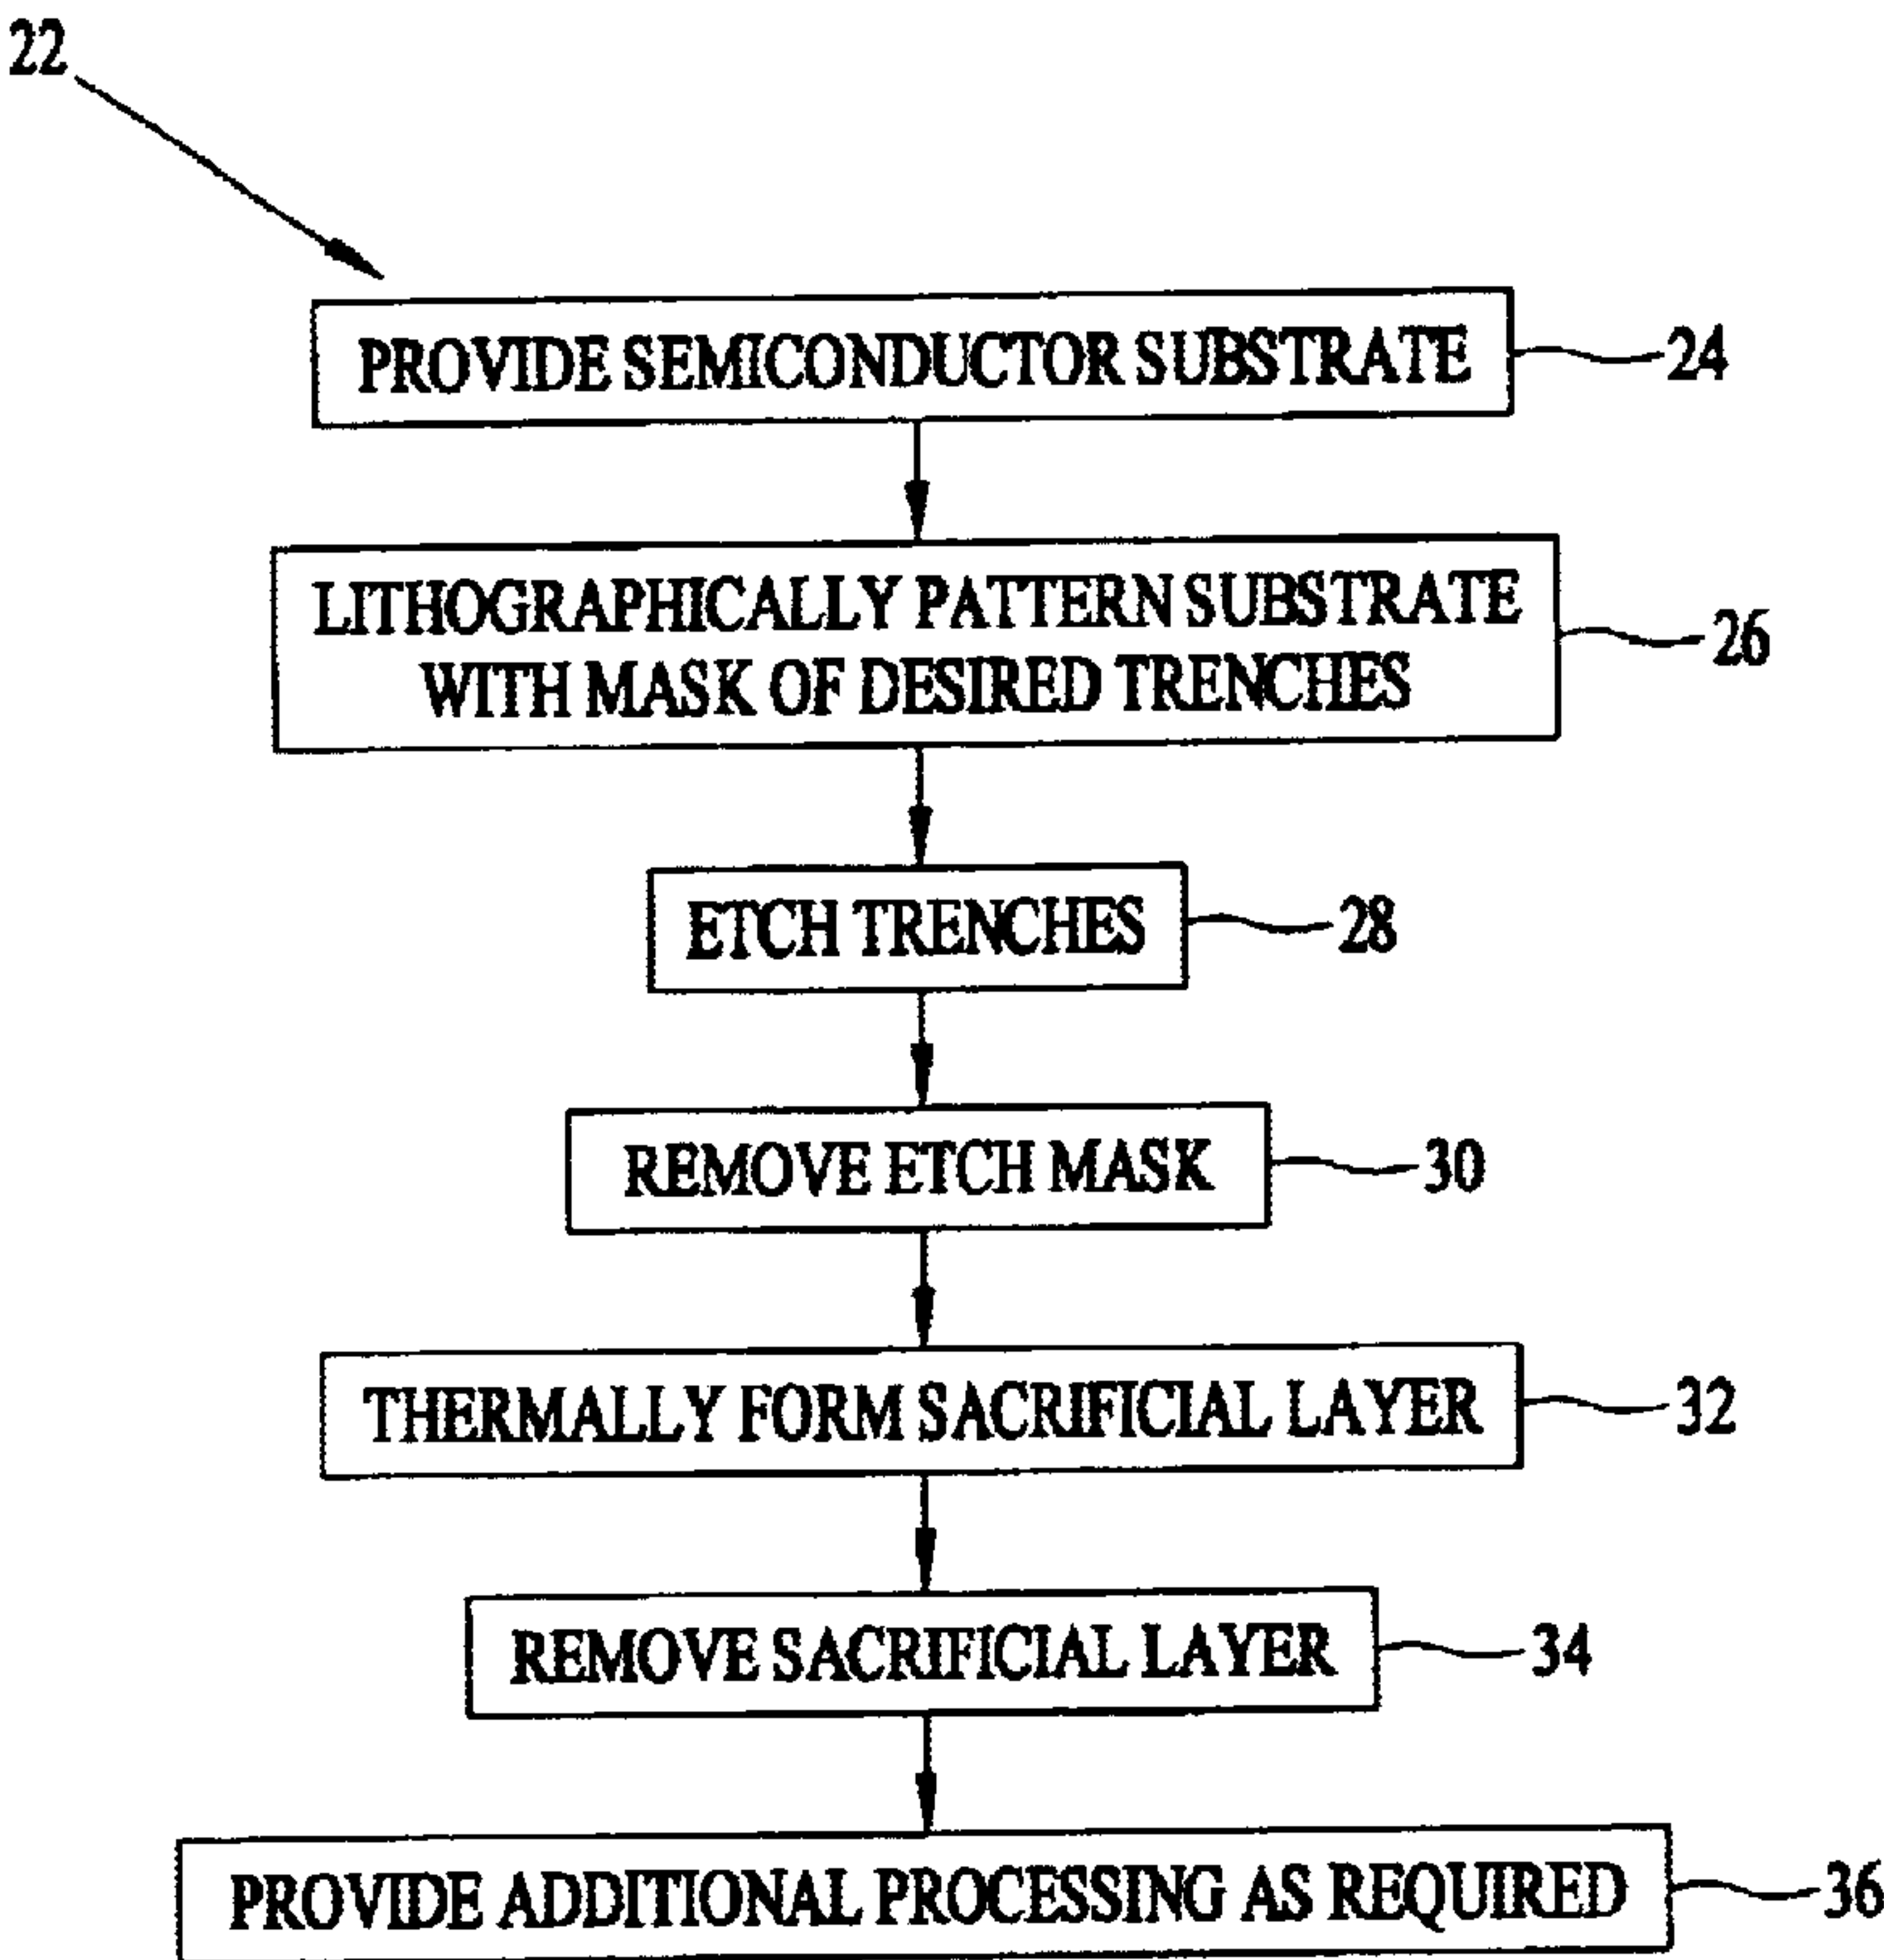 22
PROVIDE SEMICONDUCTOR SUBSTRATE
24
LITHOGRAPHICALLY PATTERN SUBSTRATE
WITH MASK OF DESIRED TRENCHES
26
ETCH TRENCHES
28
REMOVE ETCH MASK
30
THERMALLY FORM SACRIFICIAL LAYER
32
REMOVE SACRIFICIAL LAYER
34
PROVIDE ADDITIONAL PROCESSING AS REQUIRED
36